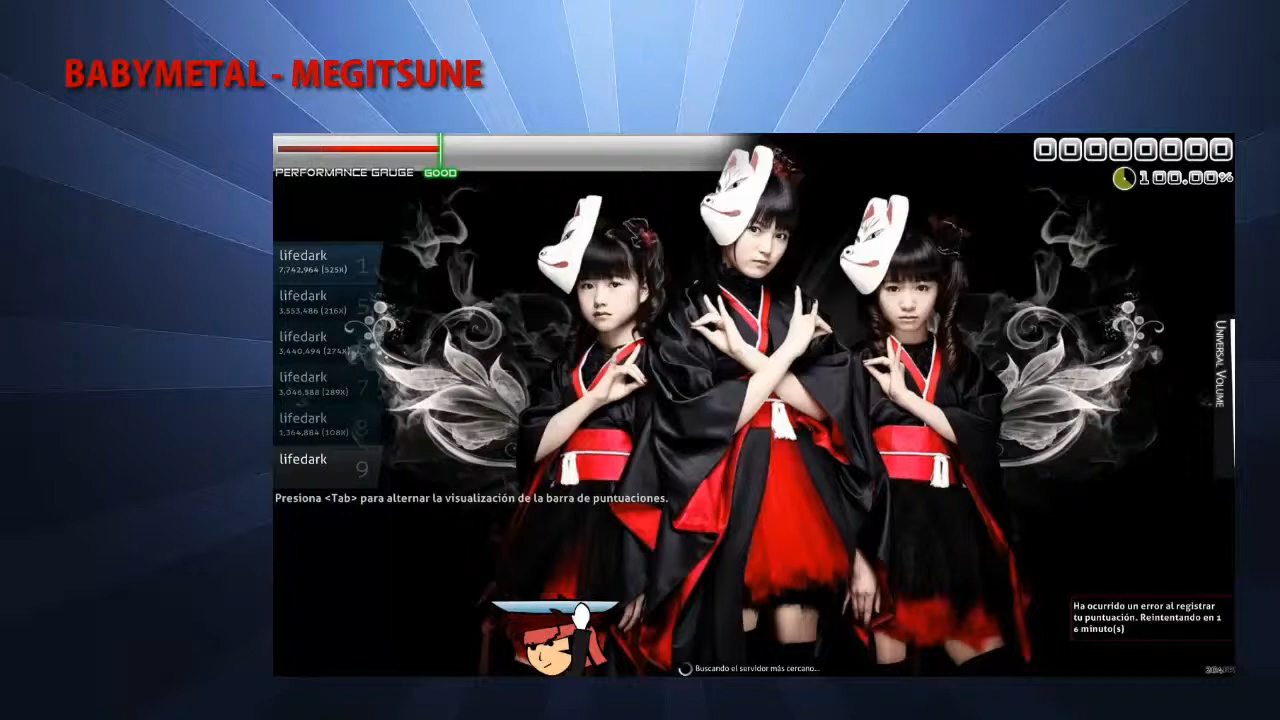 BABYMETAL - MEGITSUNE
00000000
PERFORMANCE GAUGE GOOD
100.00%
lifedark
7,742,964 (525x) 1
lifedark
3,553,486 (216x) 5
lifedark
3,440,494 (274x)
lifedark
3,046,588 (289x) 7
lifedark
1,364,884 (108x) 8
lifedark
9
UNIVERSAL VOLUME
Presiona <Tab> para alternar la visualización de la barra de puntuaciones.
Ha ocurrido un error al registrar
tu puntuación. Reintentando en 1
6 minuto(s)
Buscando el servidor más cercano...